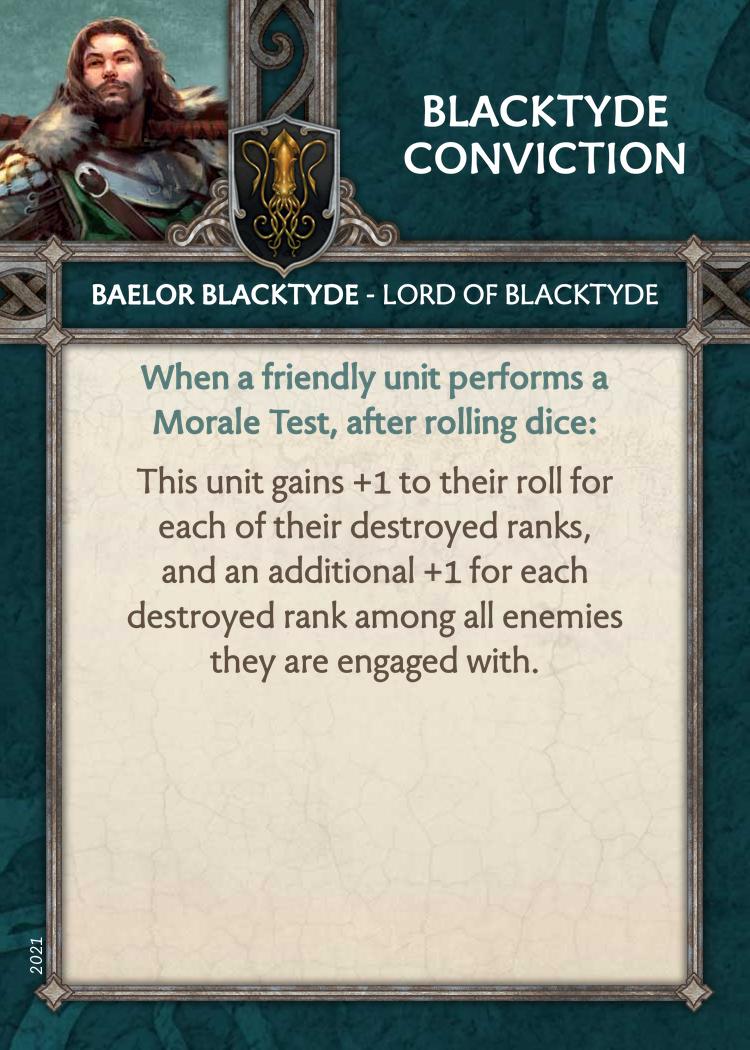 BLACKTYDE
CONVICTION
BAELOR BLACKTYDE - LORD OF BLACKTYDE
When a friendly unit performs a
Morale Test, after rolling dice:
This unit gains +1 to their roll for
each of their destroyed ranks,
and an additional +1 for each
destroyed rank among all enemies
they are engaged with.
2021